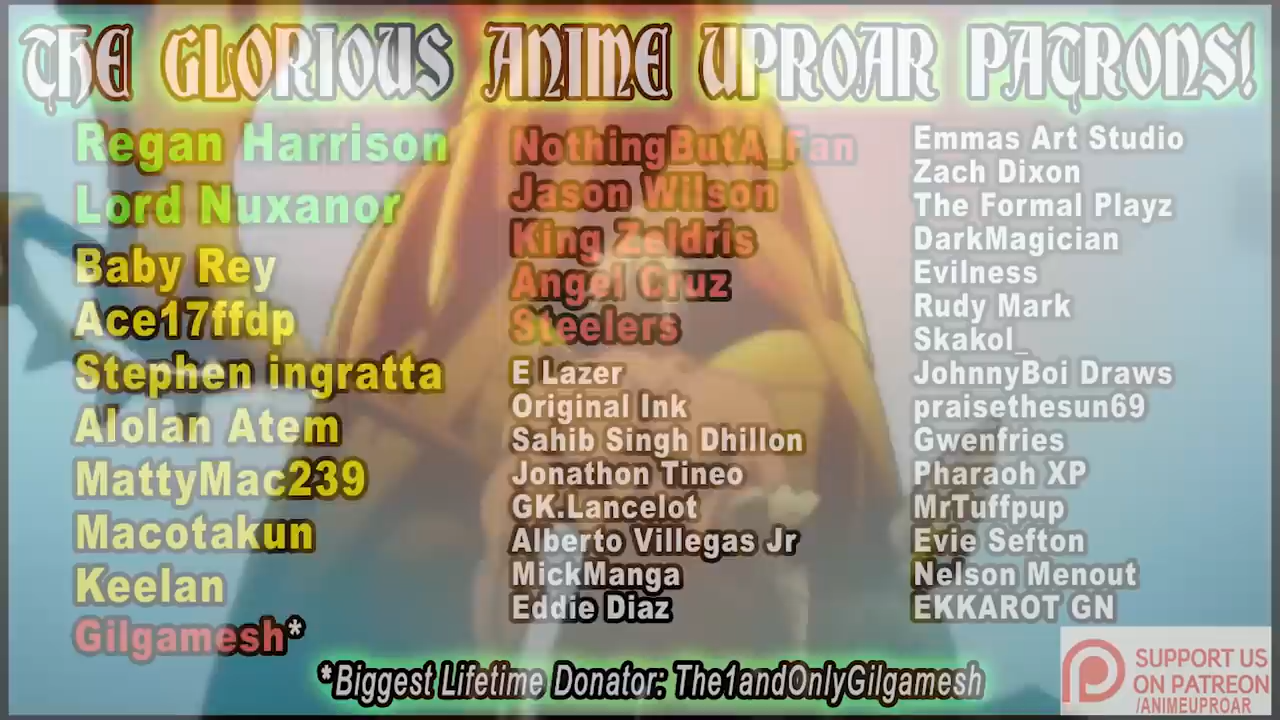 THE GLORIOUS ANIME UPROAR PATRONS!
Regan Harrison
Lord Nuxanor
Baby Rey
Ace17ffdp
Stephen ingratta
Alolan Atem
MattyMac239
Macotakun
Keelan
Gilgamesh*
NothingButA_Fan
Jason Wilson
King Zeldris
Angel Cruz
Steelers
E Lazer
Original Ink
Sahib Singh Dhillon
Jonathon Tineo
GK.Lancelot
Alberto Villegas Jr
MickManga
Eddie Diaz
Emmas Art Studio
Zach Dixon
The Formal Playz
DarkMagician
Evilness
Rudy Mark
Skakol_
JohnnyBoi Draws
praisethesun69
Gwenfries
Pharaoh XP
MrTuffpup
Evie Sefton
Nelson Menout
EKKAROT GN
*Biggest Lifetime Donator: The1andOnlyGilgamesh
SUPPORT US
ON PATREON
/ANIMEUPROAR